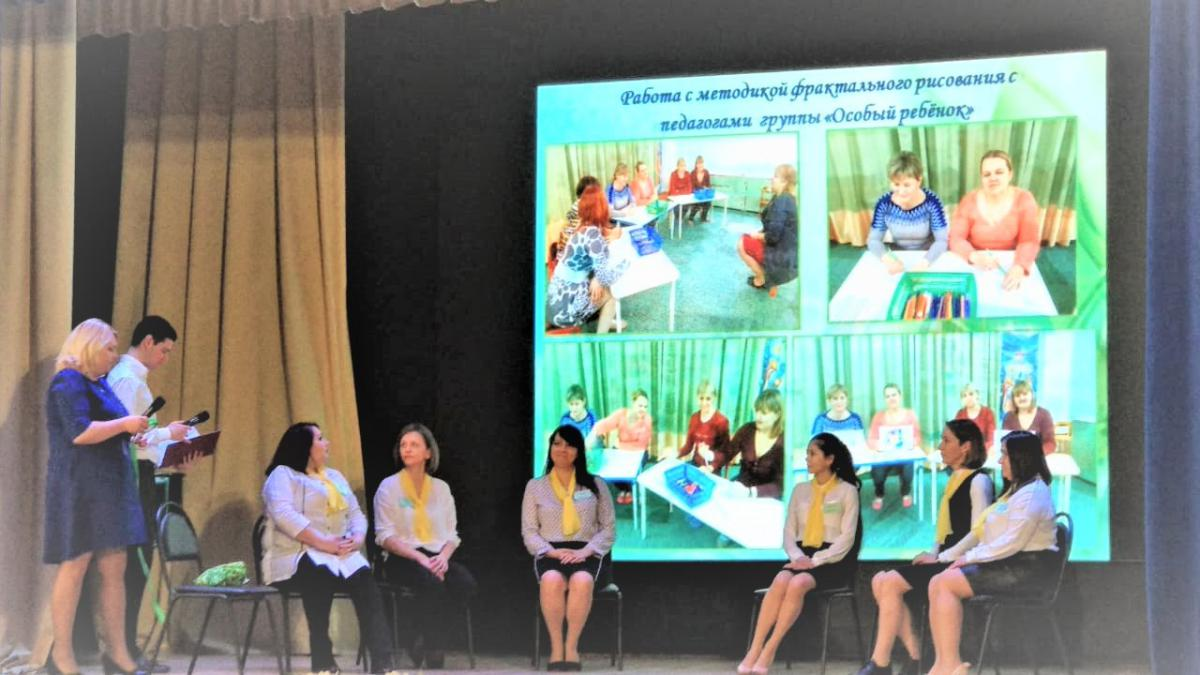 Работа с методикой фрактального рисования с
педагогами группы «Особый ребёнок»